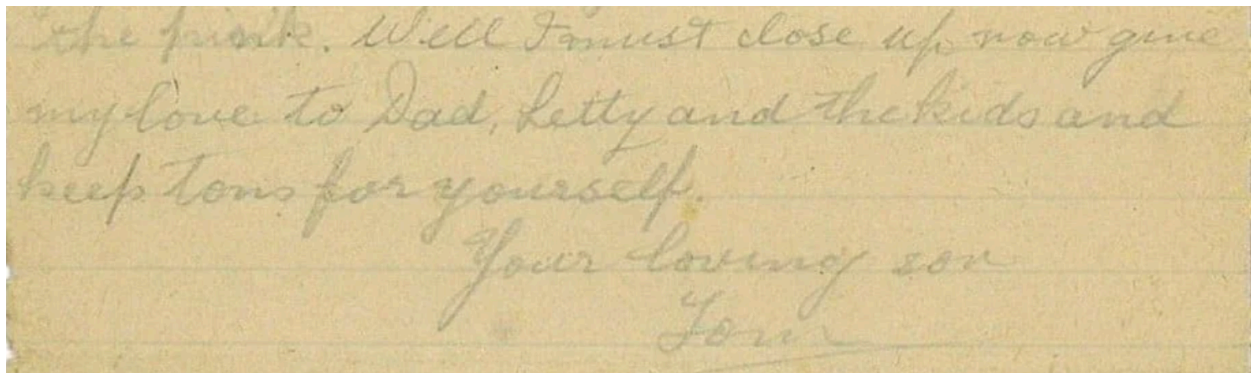 the pink. Well I must close up now give
my love to Dad, Letty and the kids and
keep tons for yourself.
Your loving son
Tom